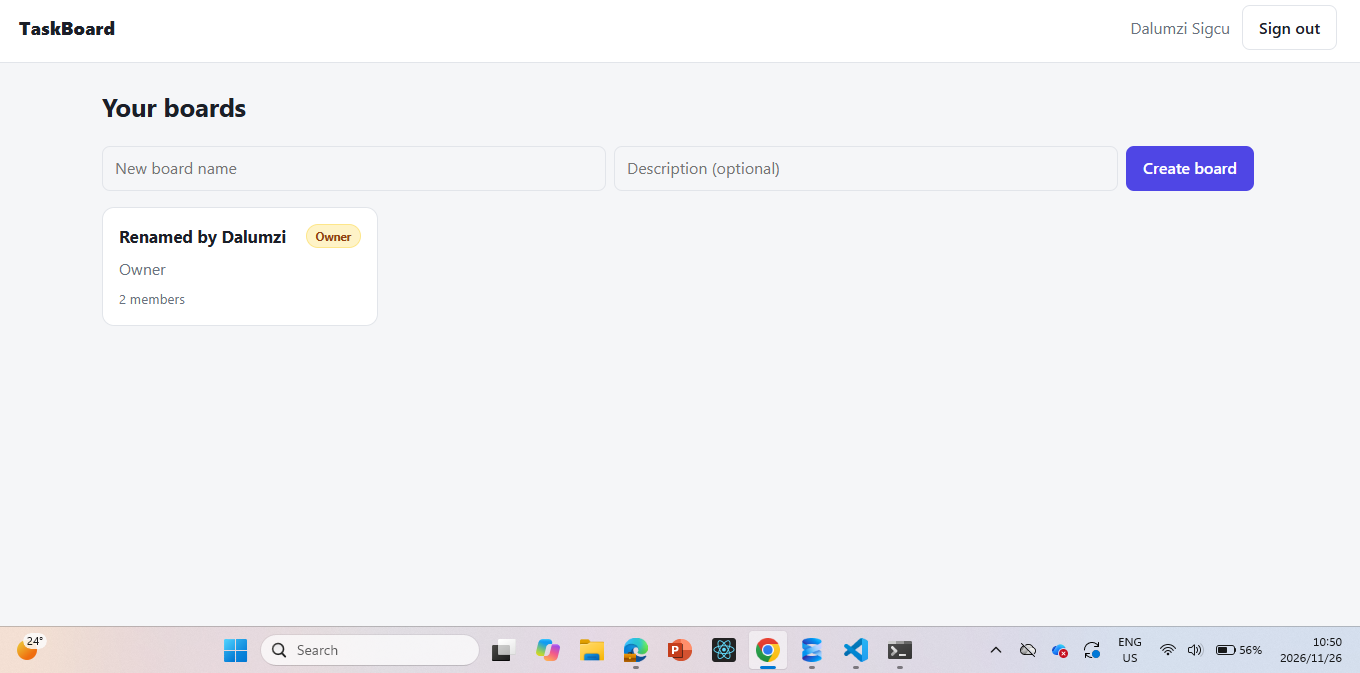 TaskBoard
Dalumzi Sigcu
Sign out
Your boards
New board name
Description (optional)
Create board
Renamed by Dalumzi
Owner
Owner
2 members
24°
Search
P
ENG
US
56%
10:50
2026/11/26